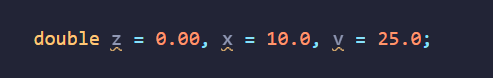 double z = 0.00, x = 10.0, v = 25.0;